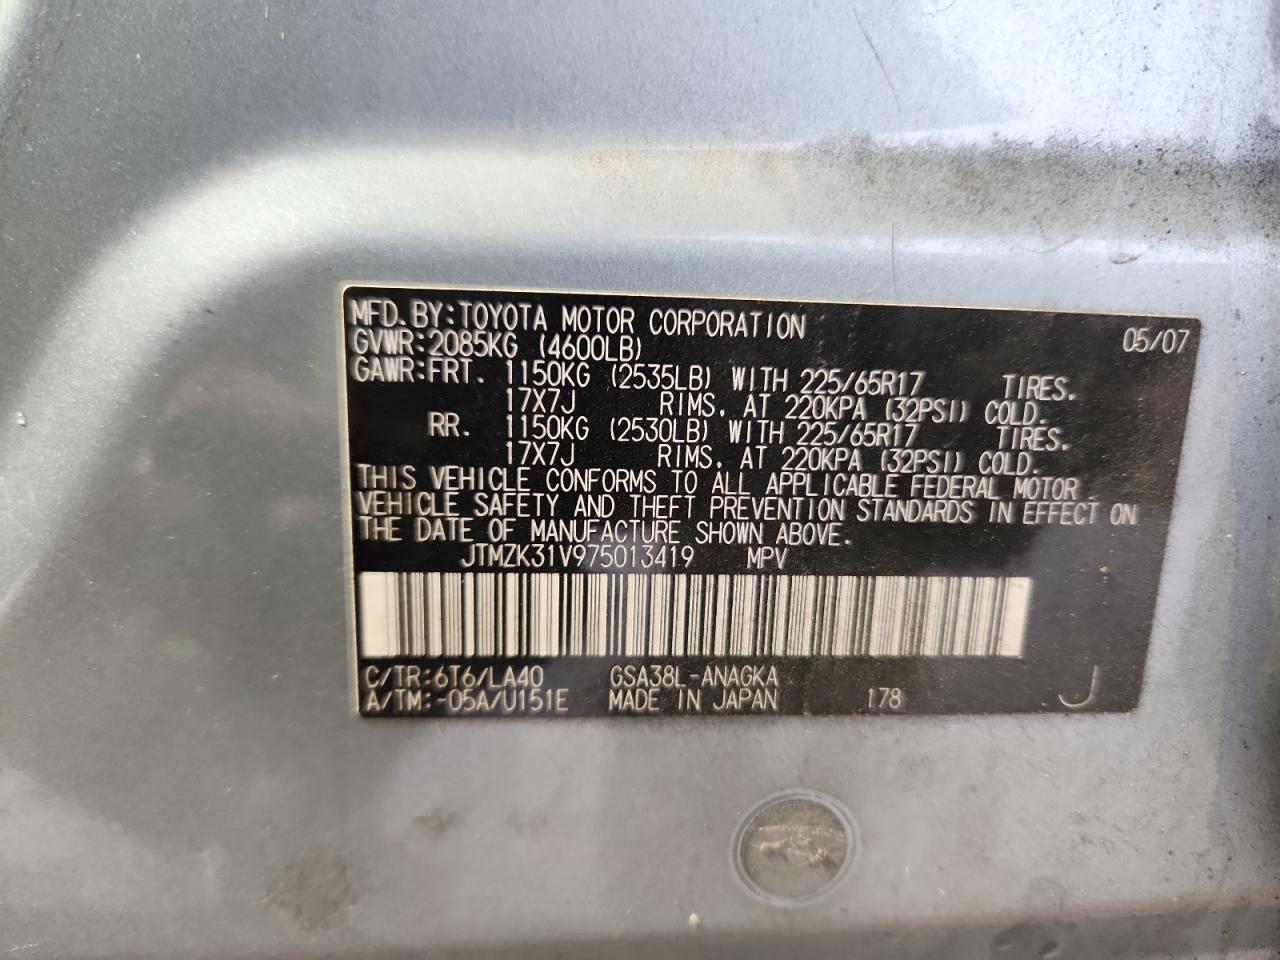 MFD. BY: TOYOTA MOTOR CORPORATION 05/07
GVWR: 2085KG (4600LB)
GAWR: FRT. 1150KG (2535LB) WITH 225/65R17 TIRES.
17X7J RIMS. AT 220KPA (32PSI) COLD.
RR. 1150KG (2530LB) WITH 225/65R17 TIRES.
17X7J RIMS. AT 220KPA (32PSI) COLD.
THIS VEHICLE CONFORMS TO ALL APPLICABLE FEDERAL MOTOR
VEHICLE SAFETY AND THEFT PREVENTION STANDARDS IN EFFECT ON
THE DATE OF MANUFACTURE SHOWN ABOVE.
JTMZK31V975013419 MPV
C/TR: 6T6/LA40 GSA38L-ANAGKA
A/TM: -05A/U151E MADE IN JAPAN 178 J